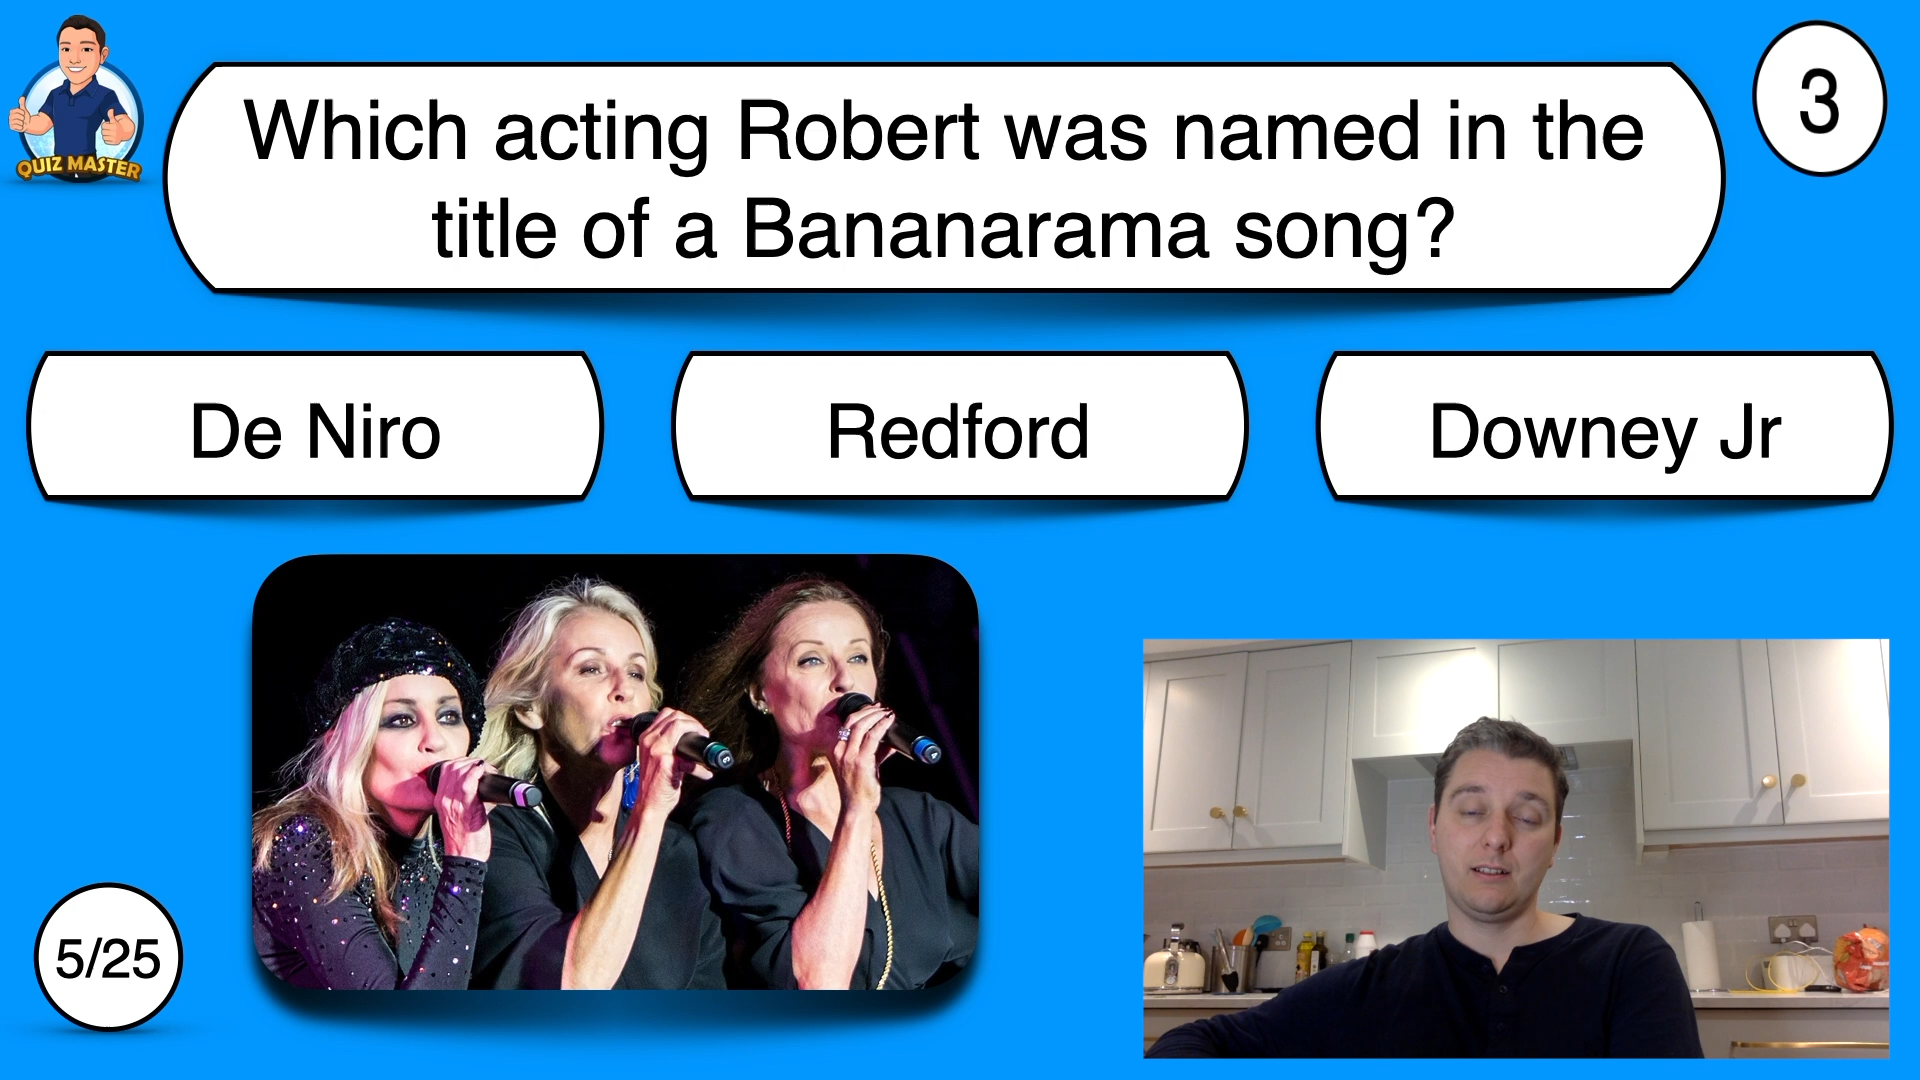 QUIZ MASTER
Which acting Robert was named in the
title of a Bananarama song?
3
De Niro
Redford
Downey Jr
5/25